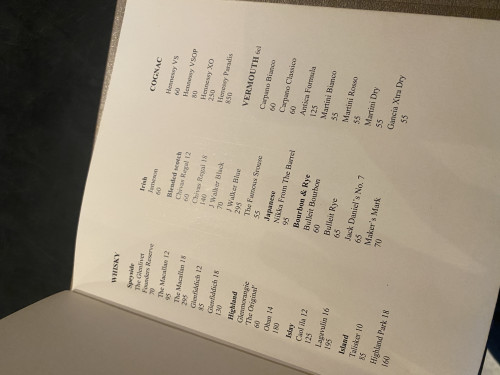 WHISKY
Speyside
The Glenlivet
Founders Reserve
70
The Macallan 12
95
The Macallan 18
295
Glenfiddich 12
85
Glenfiddich 18
130
Highland
Glenmorangie
'The Original'
60
Oban 14
180
Islay
Caol ila 12
125
Lagavulin 16
195
Island
Talisker 10
85
Highland Park 18
160
Irish
Jameson
60
Blended scotch
Chivas Regal 12
60
Chivas Regal 18
140
J Walker Black
70
J Walker Blue
295
The Famous Grouse
55
Japanese
Nikka From The Barrel
95
Bourbon & Rye
Bulleit Bourbon
60
Bulleit Rye
65
Jack Daniel's No. 7
65
Maker's Mark
70
COGNAC
Hennessy VS
60
Hennessy VSOP
80
Hennessy XO
250
Hennessy Paradis
850
VERMOUTH 6cl
Carpano Bianco
60
Carpano Classico
60
Antica Formula
125
Martini Bianco
55
Martini Rosso
55
Martini Dry
55
Gancia Xtra Dry
55